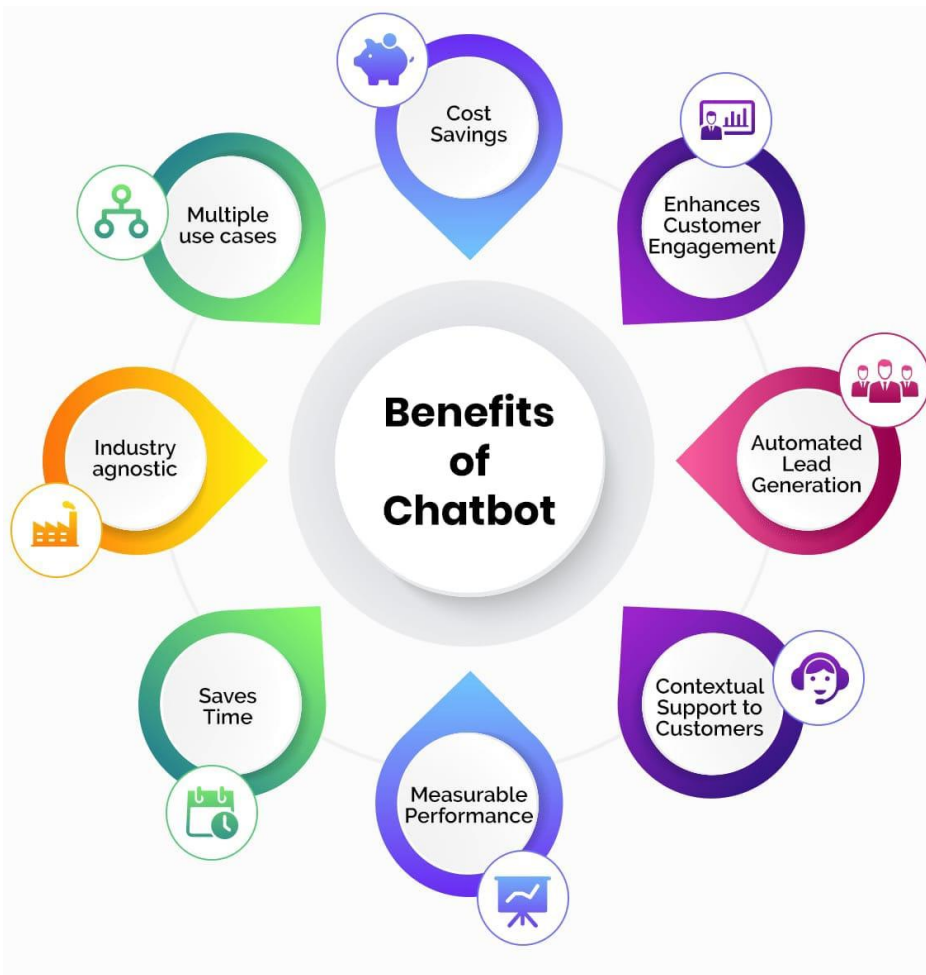 Benefits
of
Chatbot
Cost
Savings
Enhances
Customer
Engagement
Automated
Lead
Generation
Contextual
Support to
Customers
Measurable
Performance
Saves
Time
Industry
agnostic
Multiple
use cases